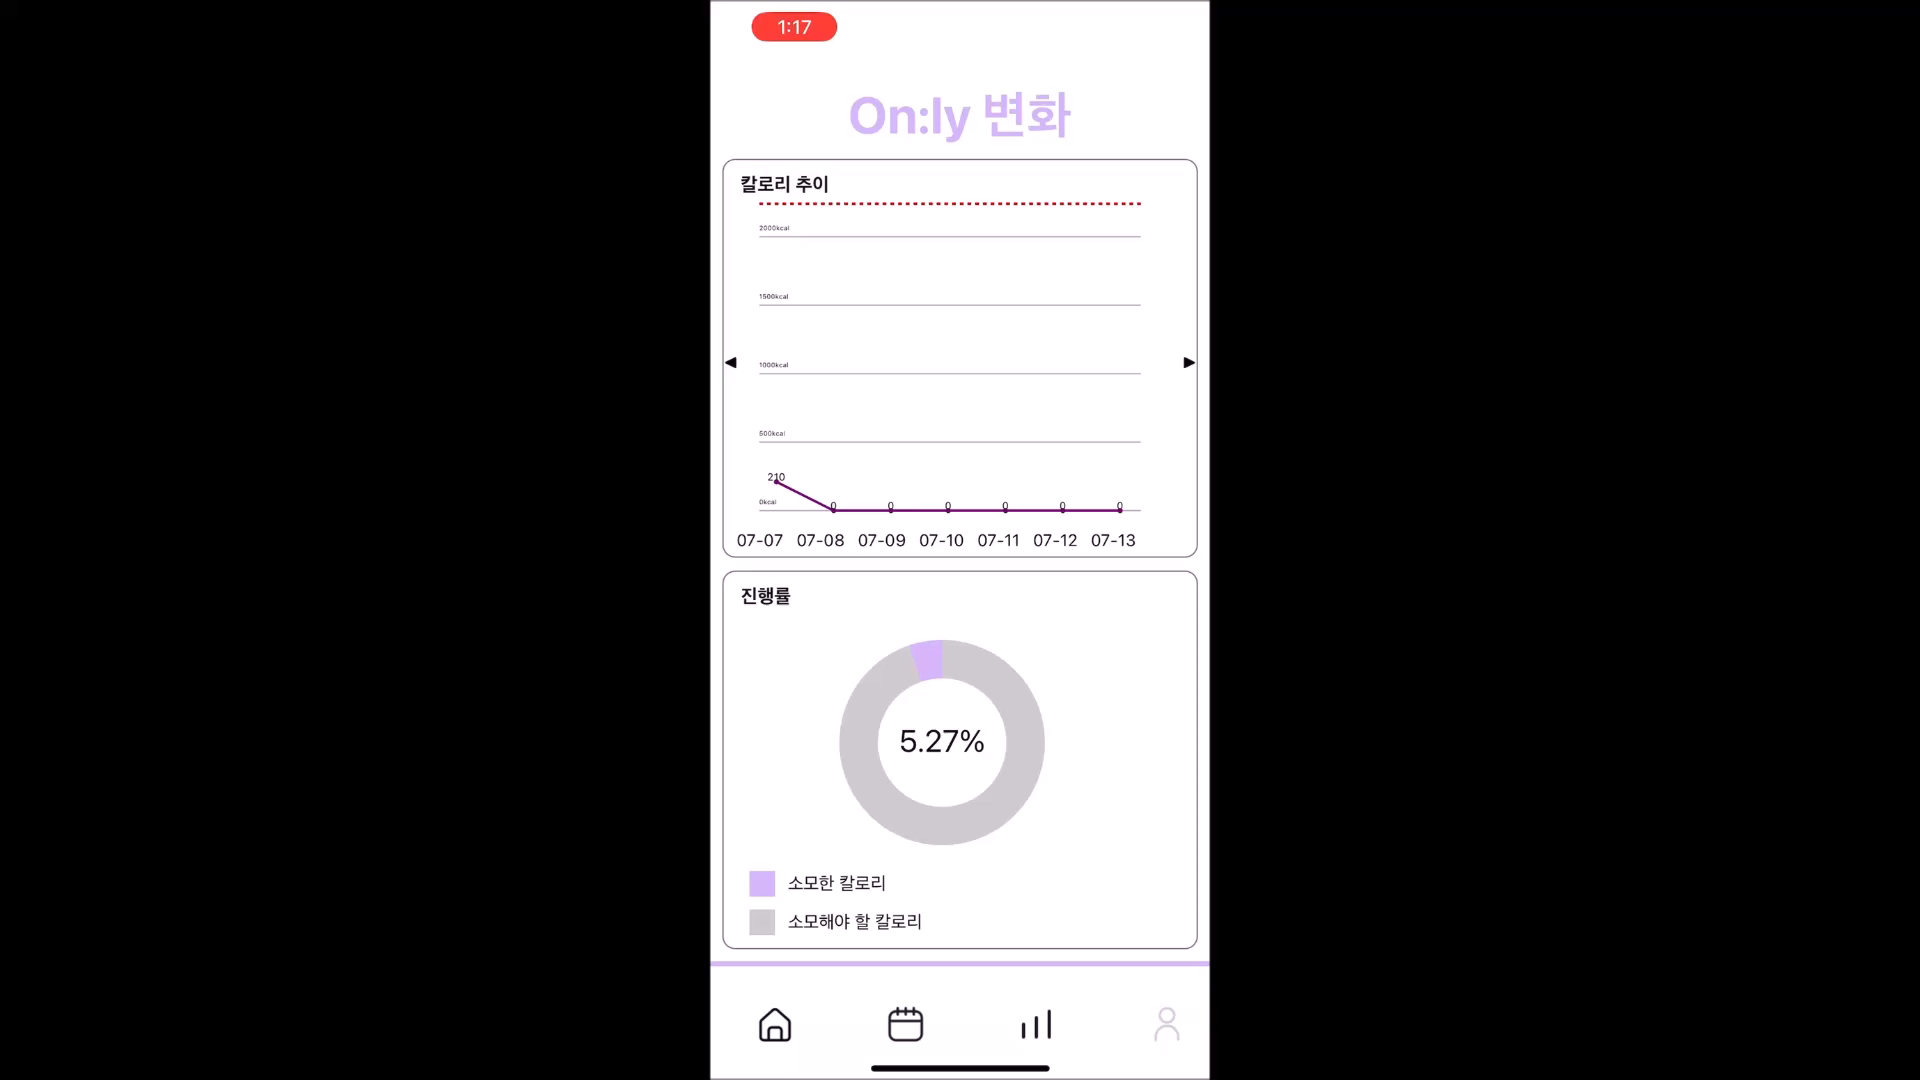 1:17
On:ly 변화
칼로리 추이
2000kcal
1500kcal
1000kcal
500kcal
210
0kcal
0 0 0 0 0 0
07-07 07-08 07-09 07-10 07-11 07-12 07-13
진행률
5.27%
소모한 칼로리
소모해야 할 칼로리